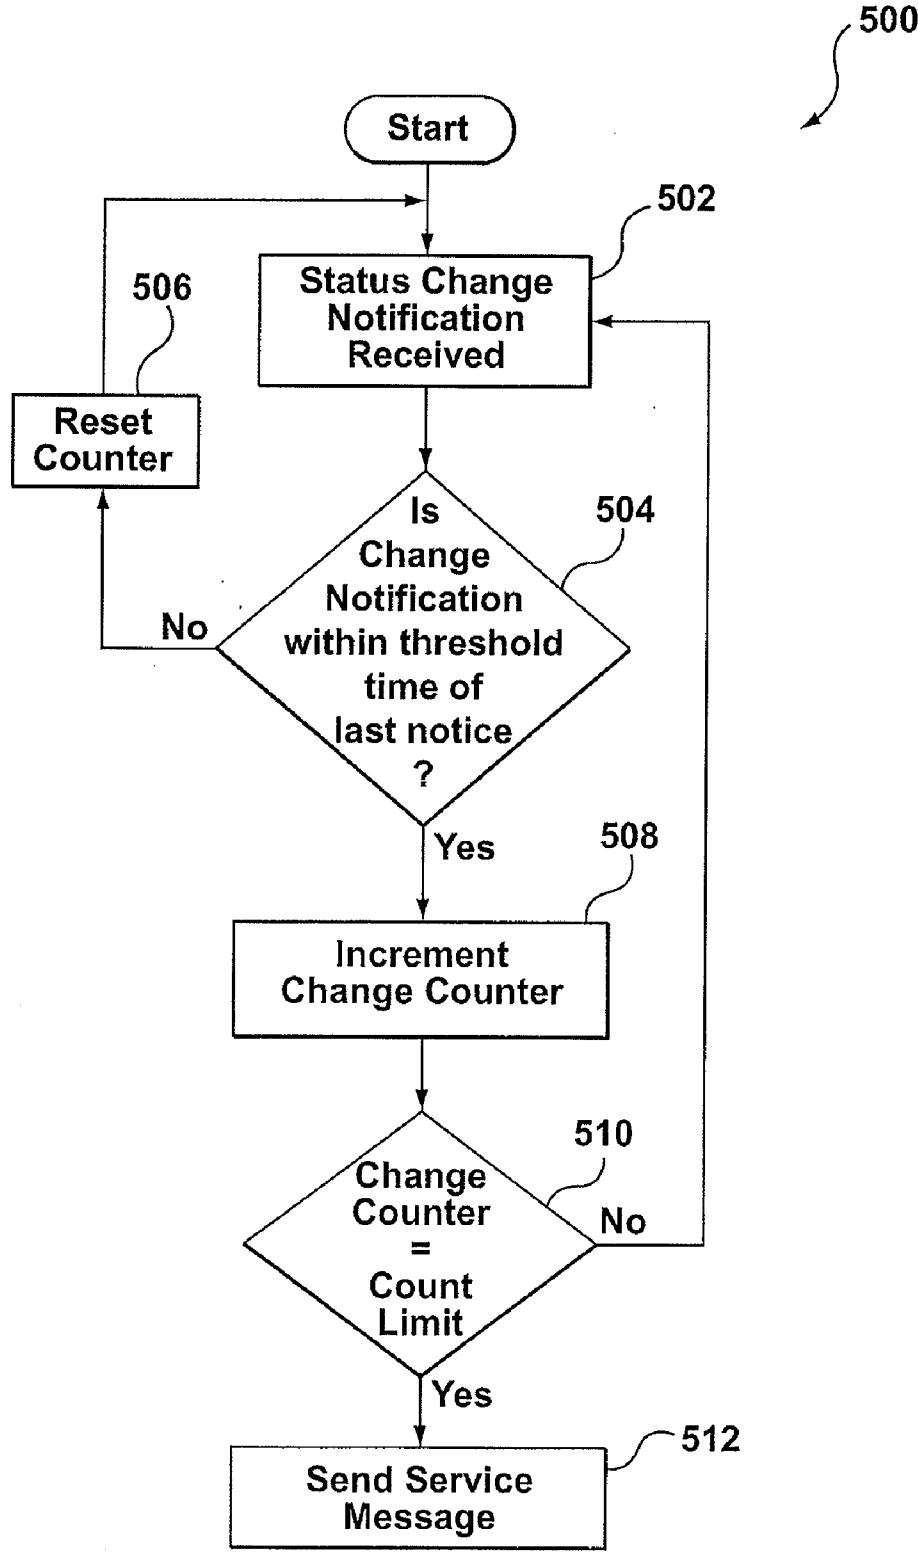 500
Start
502
Status Change
Notification
Received
506
Reset
Counter
504
Is
Change
Notification
within threshold
time of
last notice
?
No
Yes
508
Increment
Change Counter
510
Change
Counter
=
Count
Limit
No
Yes
512
Send Service
Message